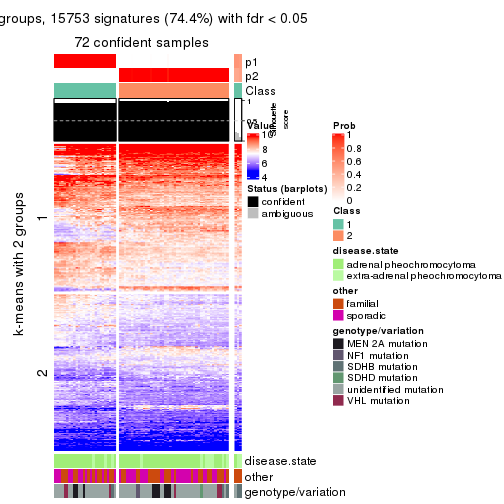 groups, 15753 signatures (74.4%) with fdr < 0.05
72 confident samples
p1
p2
Class
1
0.5
Silhouette
score
Value
10
8
6
4
Status (barplots)
confident
ambiguous
Prob
1
0.8
0.6
0.4
0.2
0
Class
1
2
disease.state
adrenal pheochromocytoma
extra-adrenal pheochromocytoma
other
familial
sporadic
genotype/variation
MEN 2A mutation
NF1 mutation
SDHB mutation
SDHD mutation
unidentified mutation
VHL mutation
k-means with 2 groups
1
2
disease.state
other
genotype/variation